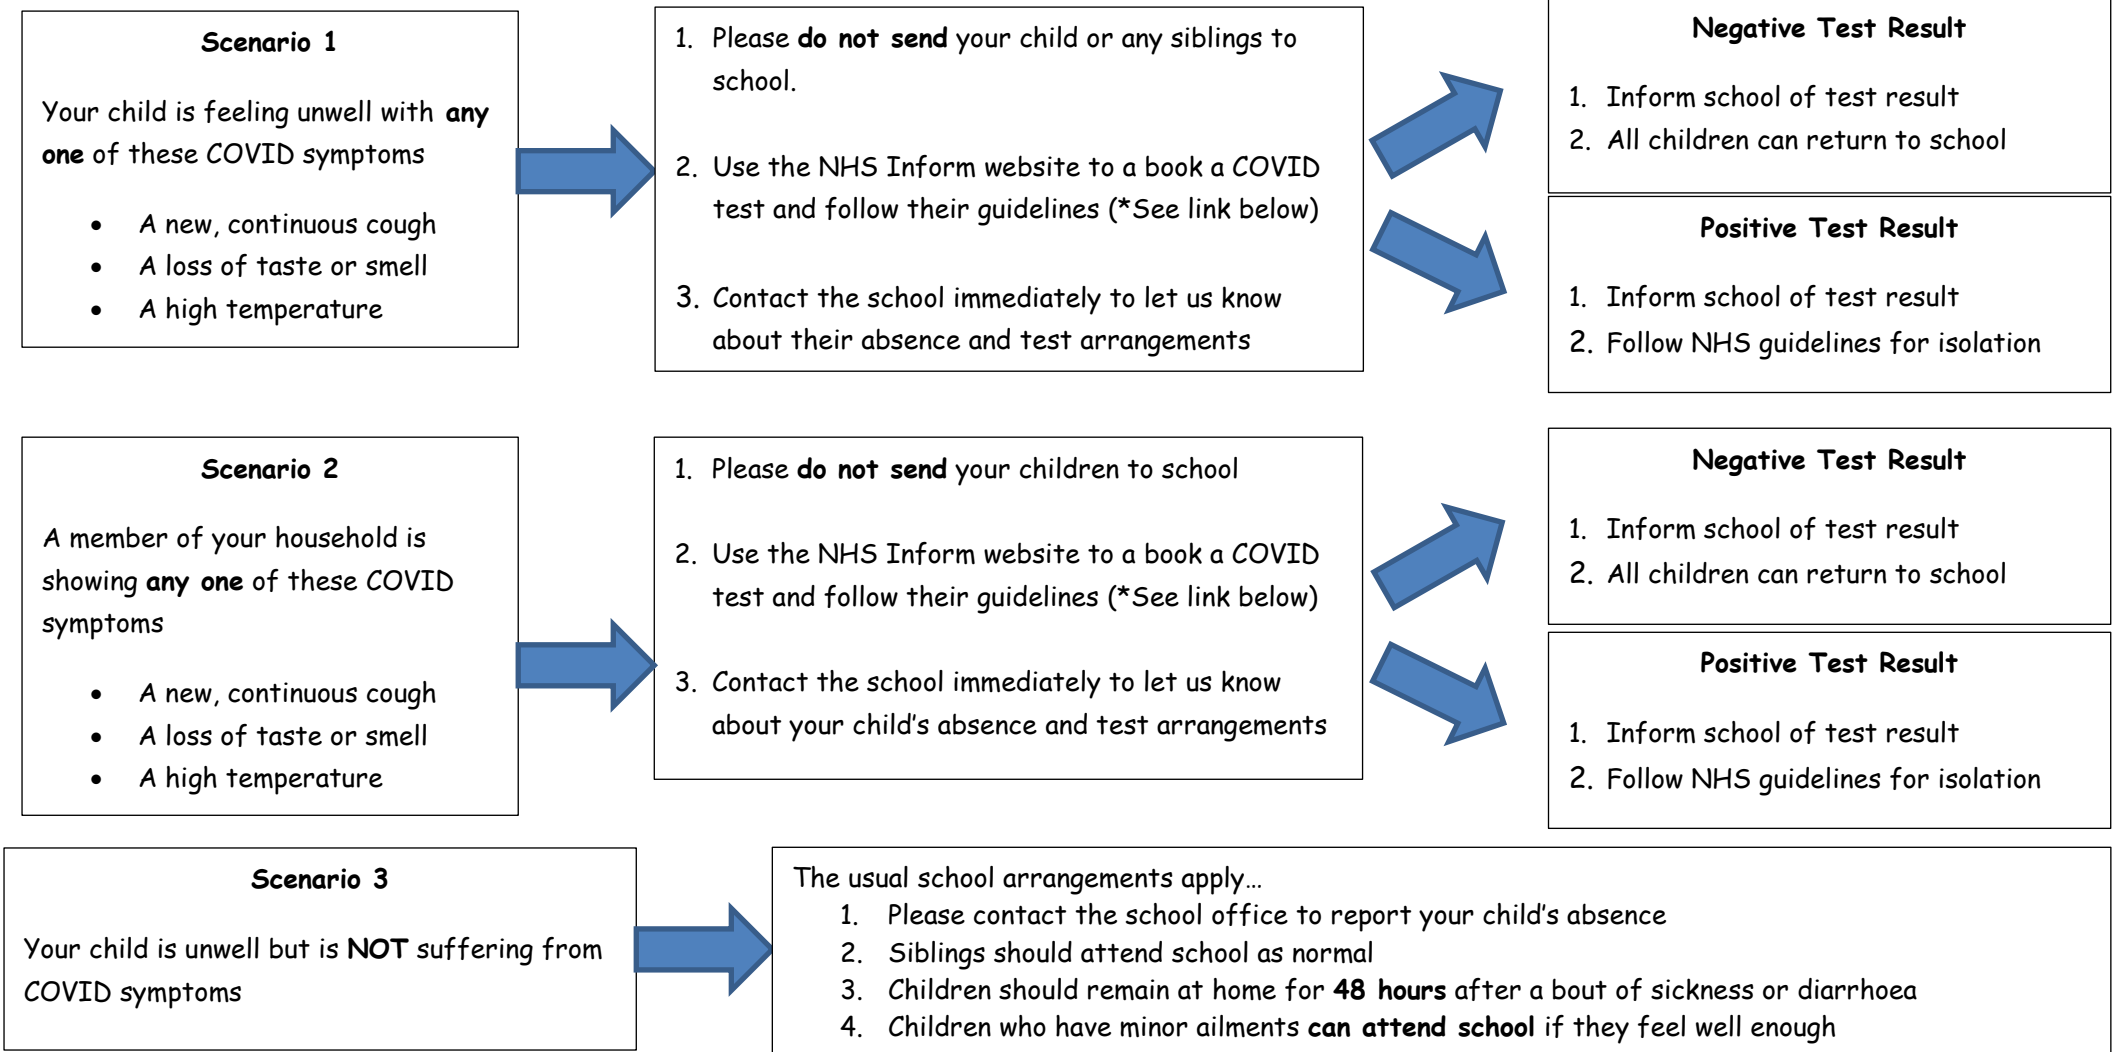 Scenario 1
Your child is feeling unwell with any
one of these COVID symptoms
• A new, continuous cough
• A loss of taste or smell
• A high temperature
1. Please do not send your child or any siblings to
school.
2. Use the NHS Inform website to a book a COVID
test and follow their guidelines (*See link below)
3. Contact the school immediately to let us know
about their absence and test arrangements
Negative Test Result
1. Inform school of test result
2. All children can return to school
Positive Test Result
1. Inform school of test result
2. Follow NHS guidelines for isolation
Scenario 2
A member of your household is
showing any one of these COVID
symptoms
• A new, continuous cough
• A loss of taste or smell
• A high temperature
1. Please do not send your children to school
2. Use the NHS Inform website to a book a COVID
test and follow their guidelines (*See link below)
3. Contact the school immediately to let us know
about your child's absence and test arrangements
Negative Test Result
1. Inform school of test result
2. All children can return to school
Positive Test Result
1. Inform school of test result
2. Follow NHS guidelines for isolation
Scenario 3
Your child is unwell but is NOT suffering from
COVID symptoms
The usual school arrangements apply…
1. Please contact the school office to report your child's absence
2. Siblings should attend school as normal
3. Children should remain at home for 48 hours after a bout of sickness or diarrhoea
4. Children who have minor ailments can attend school if they feel well enough